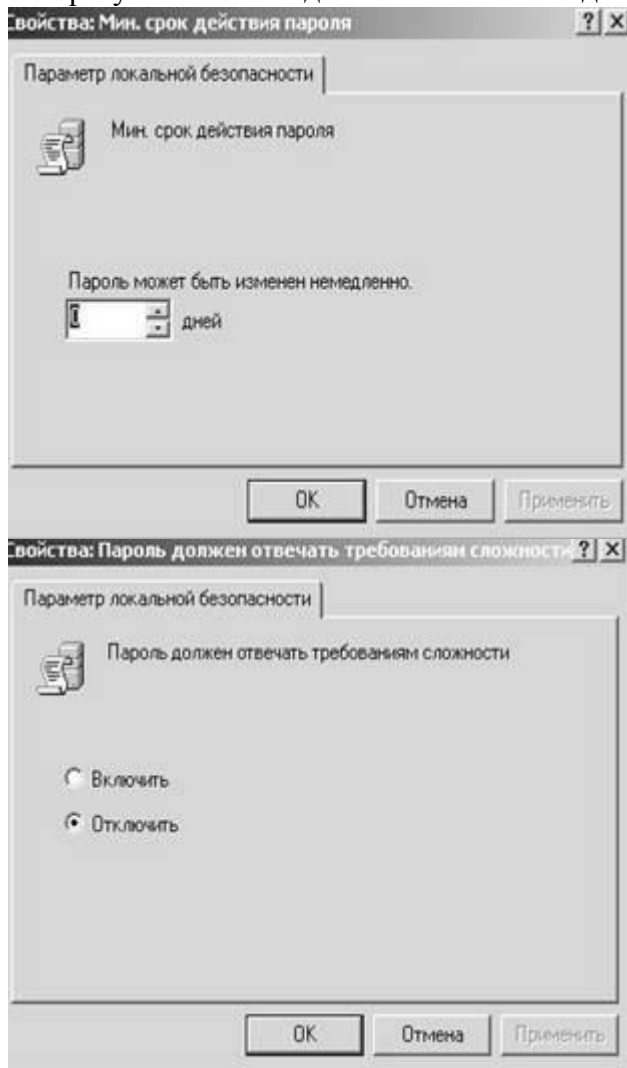 Свойства: Мин. срок действия пароля
Параметр локальной безопасности
Мин. срок действия пароля
Пароль может быть изменен немедленно.
0 дней
OK Отмена Применить
Свойства: Пароль должен отвечать требованиям сложности
Параметр локальной безопасности
Пароль должен отвечать требованиям сложности
Включить
Отключить
OK Отмена Применить